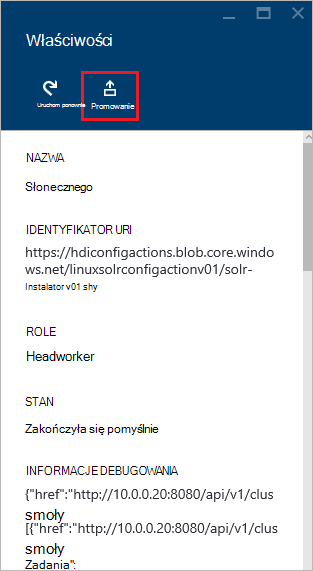 Właściwości
Uruchom ponownie
Promowanie
NAZWA
Słonecznego
IDENTYFIKATOR URI
https://hdiconfigactions.blob.core.windo
ws.net/linuxsolrconfigactionv01/solr-
Instalator v01 shy
ROLE
Headworker
STAN
Zakończyła się pomyślnie
INFORMACJE DEBUGOWANIA
{"href":"http://10.0.0.20:8080/api/v1/clus
smoły
[{"href":"http://10.0.0.20:8080/api/v1/clus
smoły
Zadania":